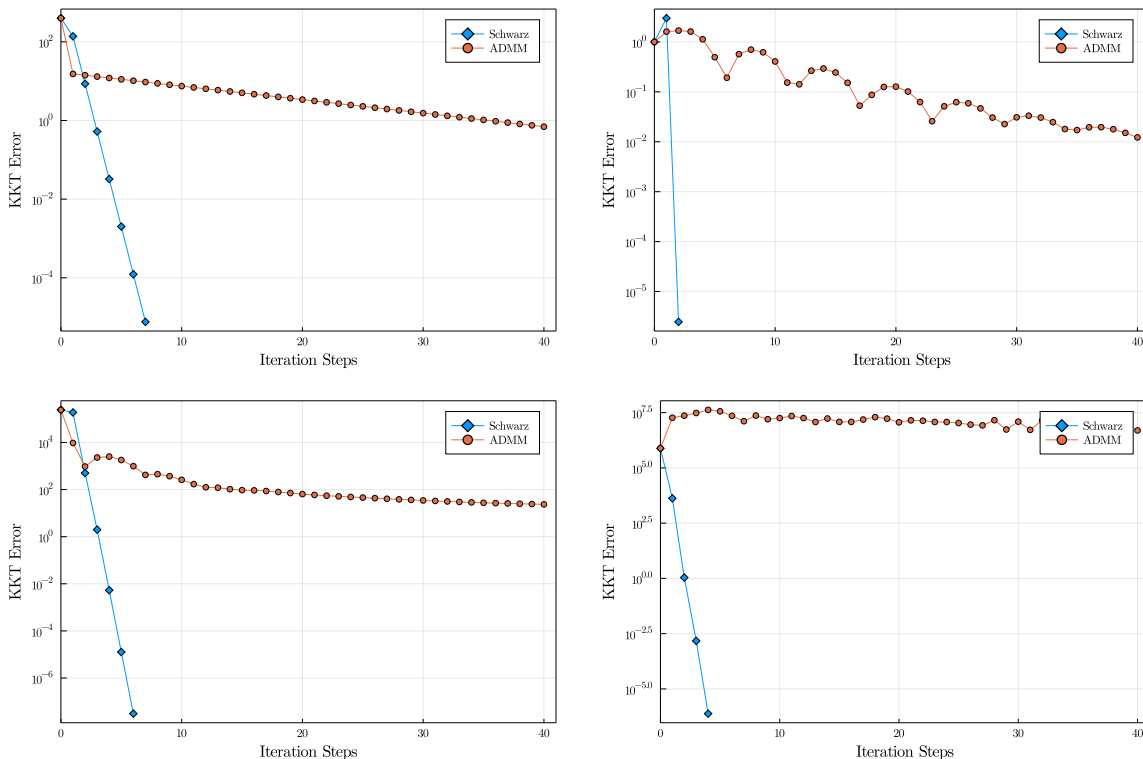 10^2
10^0
10^−2
10^−4
KKT Error
0 10 20 30 40
Iteration Steps
Schwarz
ADMM
10^0
10^−1
10^−2
10^−3
10^−4
10^−5
KKT Error
0 10 20 30 40
Iteration Steps
Schwarz
ADMM
10^4
10^2
10^0
10^−2
10^−4
10^−6
KKT Error
0 10 20 30 40
Iteration Steps
Schwarz
ADMM
10^7.5
10^5.0
10^2.5
10^0.0
10^−2.5
10^−5.0
KKT Error
0 10 20 30 40
Iteration Steps
Schwarz
ADMM